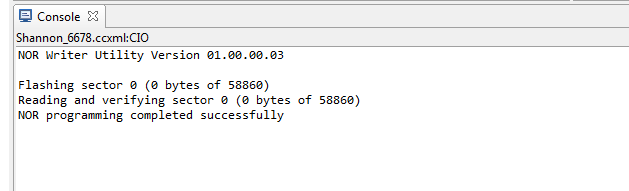 Console
Shannon_6678.ccxml:CIO
NOR Writer Utility Version 01.00.00.03
Flashing sector 0 (0 bytes of 58860)
Reading and verifying sector 0 (0 bytes of 58860)
NOR programming completed successfully